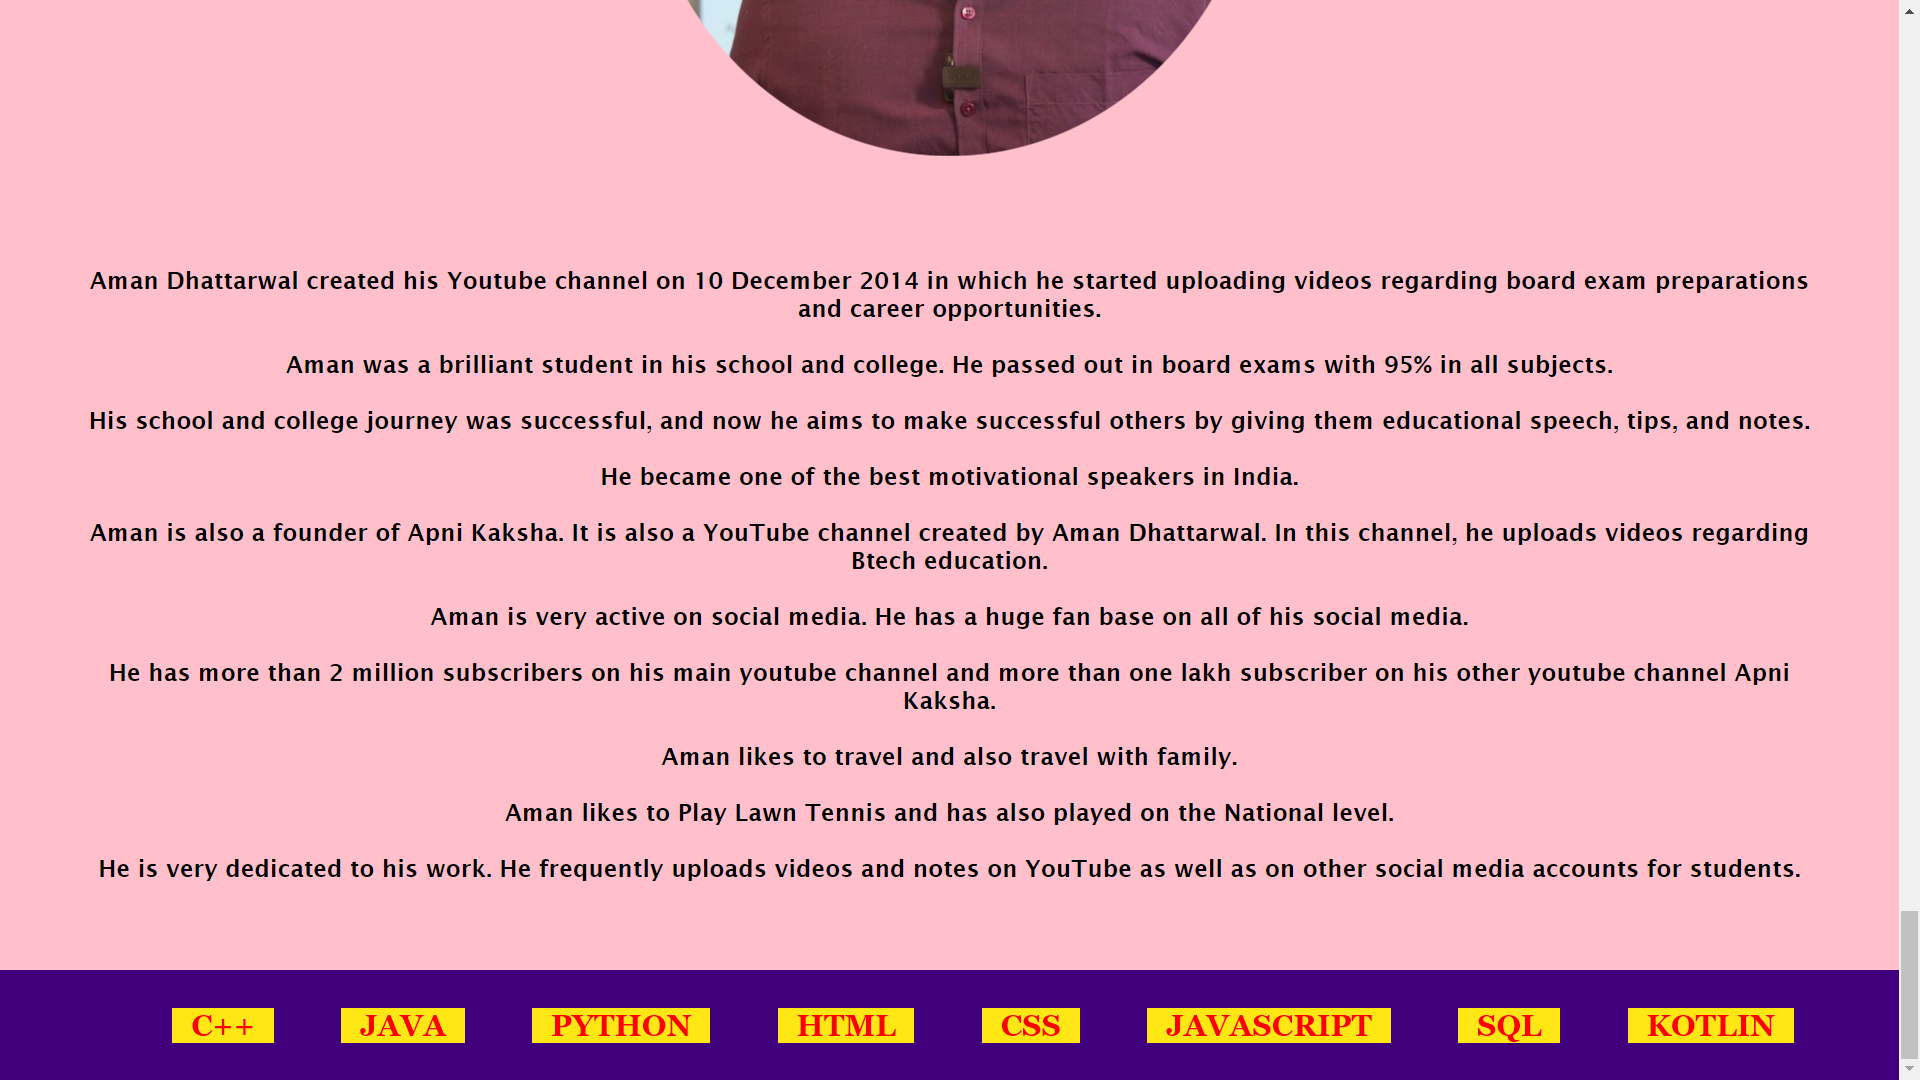 Aman Dhattarwal created his Youtube channel on 10 December 2014 in which he started uploading videos regarding board exam preparations
and career opportunities.
Aman was a brilliant student in his school and college. He passed out in board exams with 95% in all subjects.
His school and college journey was successful, and now he aims to make successful others by giving them educational speech, tips, and notes.
He became one of the best motivational speakers in India.
Aman is also a founder of Apni Kaksha. It is also a YouTube channel created by Aman Dhattarwal. In this channel, he uploads videos regarding
Btech education.
Aman is very active on social media. He has a huge fan base on all of his social media.
He has more than 2 million subscribers on his main youtube channel and more than one lakh subscriber on his other youtube channel Apni
Kaksha.
Aman likes to travel and also travel with family.
Aman likes to Play Lawn Tennis and has also played on the National level.
He is very dedicated to his work. He frequently uploads videos and notes on YouTube as well as on other social media accounts for students.
C++ JAVA PYTHON HTML CSS JAVASCRIPT SQL KOTLIN